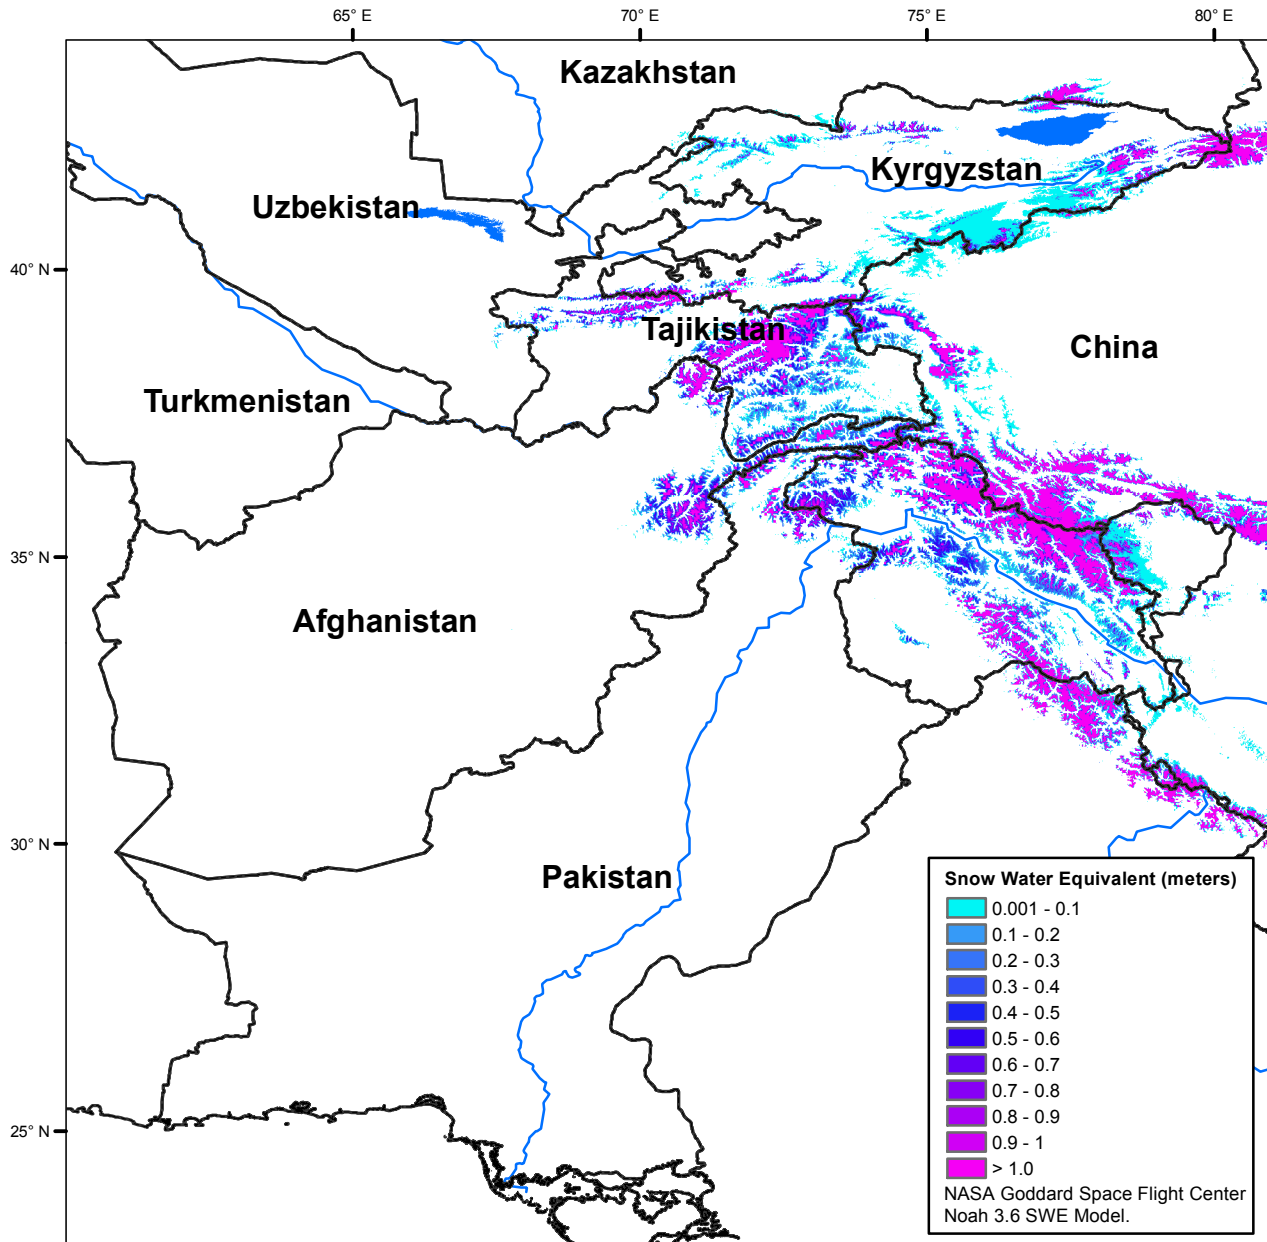 65° E
70° E
75° E
80° E
Kazakhstan
Kyrgyzstan
Uzbekistan
40° N
Tajikistan
China
Turkmenistan
35° N
Afghanistan
30° N
Pakistan
25° N
Snow Water Equivalent (meters)
0.001 - 0.1
0.1 - 0.2
0.2 - 0.3
0.3 - 0.4
0.4 - 0.5
0.5 - 0.6
0.6 - 0.7
0.7 - 0.8
0.8 - 0.9
0.9 - 1
> 1.0
NASA Goddard Space Flight Center
Noah 3.6 SWE Model.